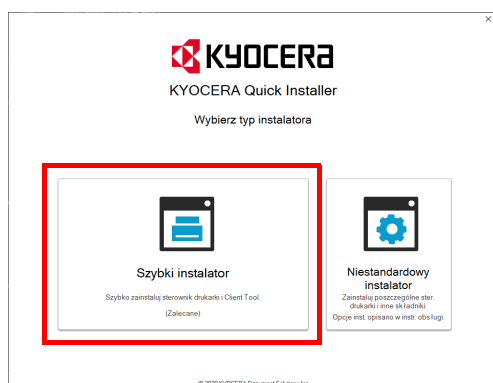 KYOCERA
KYOCERA Quick Installer
Wybierz typ instalatora
Szybki instalator
Szybko zainstaluj sterownik drukarki i Client Tool.
(Zalecane)
Niestandardowy
instalator
Zainstaluj poszczególne ster.
drukarki i inne składniki.
Opcje inst. opisano w instr. obsługi.